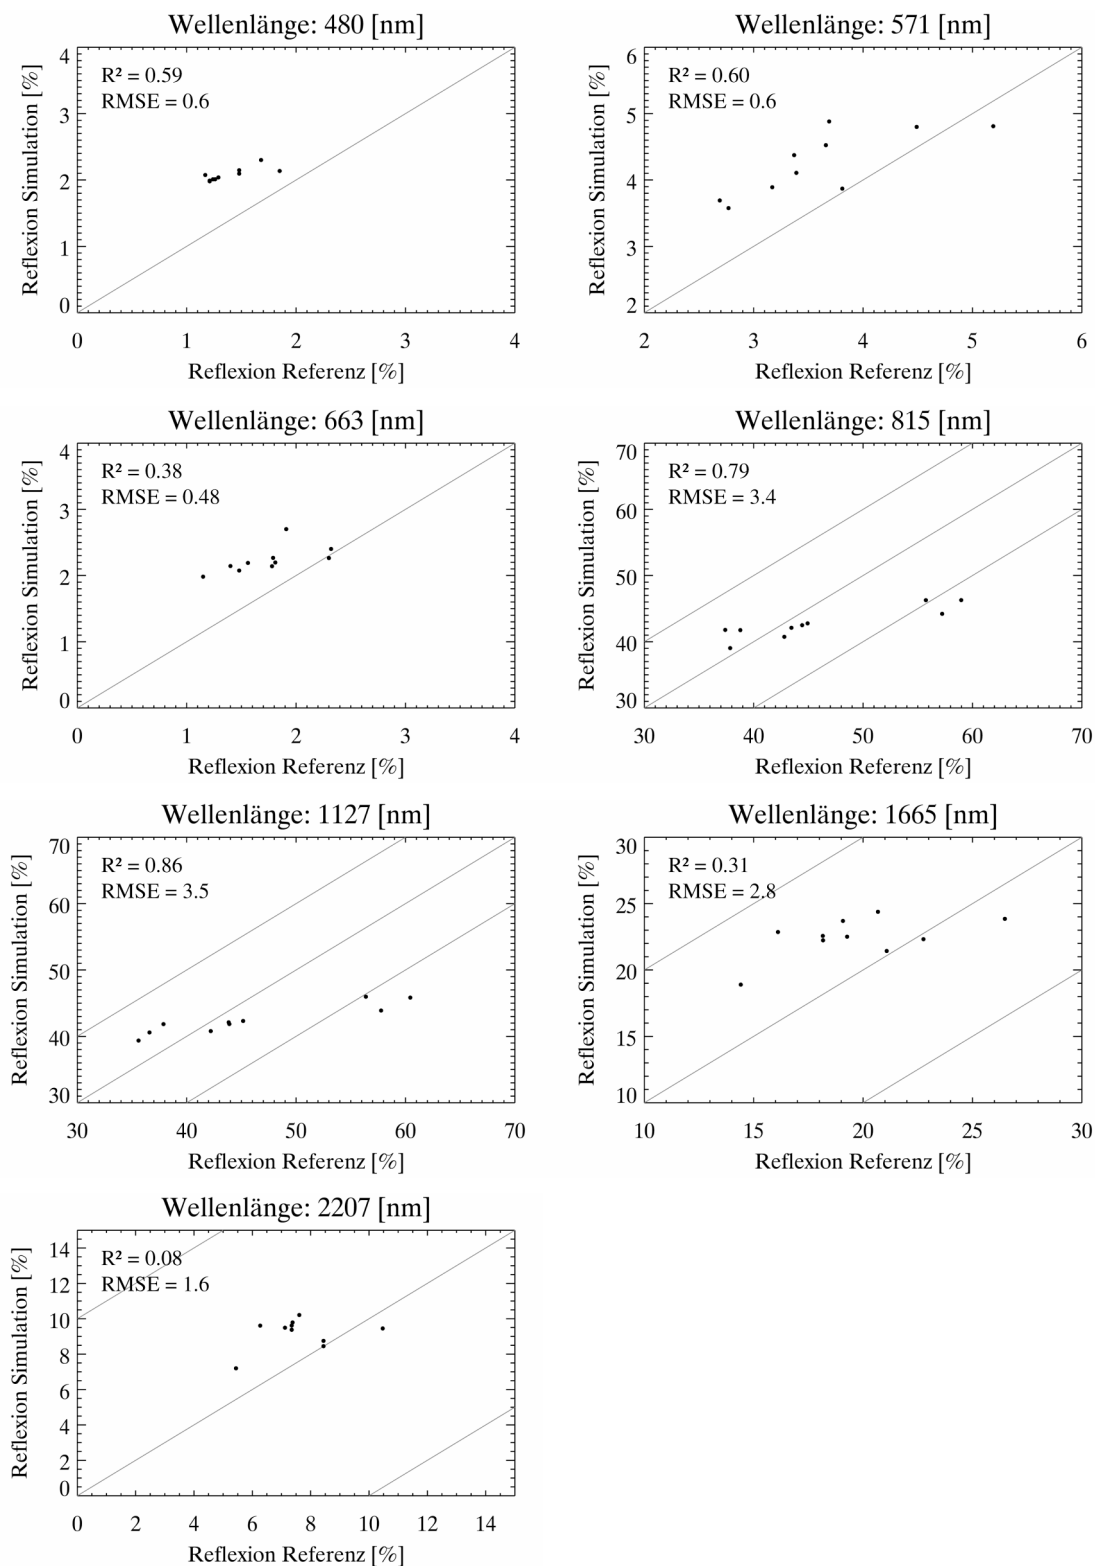 Wellenlänge: 480 [nm]
R² = 0.59
RMSE = 0.6
Reflexion Simulation [%]
4
3
2
1
0
0 1 2 3 4
Reflexion Referenz [%]
Wellenlänge: 571 [nm]
R² = 0.60
RMSE = 0.6
Reflexion Simulation [%]
6
5
4
3
2
2 3 4 5 6
Reflexion Referenz [%]
Wellenlänge: 663 [nm]
R² = 0.38
RMSE = 0.48
Reflexion Simulation [%]
4
3
2
1
0
0 1 2 3 4
Reflexion Referenz [%]
Wellenlänge: 815 [nm]
R² = 0.79
RMSE = 3.4
Reflexion Simulation [%]
70
60
50
40
30
30 40 50 60 70
Reflexion Referenz [%]
Wellenlänge: 1127 [nm]
R² = 0.86
RMSE = 3.5
Reflexion Simulation [%]
70
60
50
40
30
30 40 50 60 70
Reflexion Referenz [%]
Wellenlänge: 1665 [nm]
R² = 0.31
RMSE = 2.8
Reflexion Simulation [%]
30
25
20
15
10
10 15 20 25 30
Reflexion Referenz [%]
Wellenlänge: 2207 [nm]
R² = 0.08
RMSE = 1.6
Reflexion Simulation [%]
14
12
10
8
6
4
2
0
0 2 4 6 8 10 12 14
Reflexion Referenz [%]